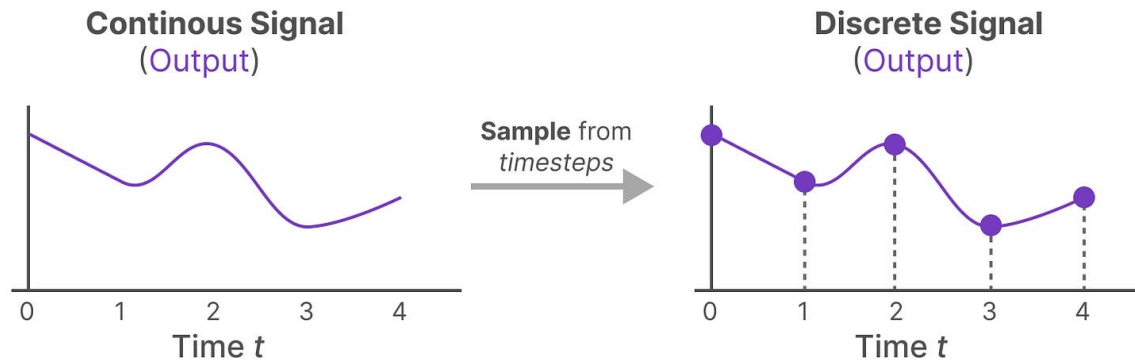 Continous Signal
(Output)
0 1 2 3 4
Time t
Sample from
timesteps
Discrete Signal
(Output)
0 1 2 3 4
Time t